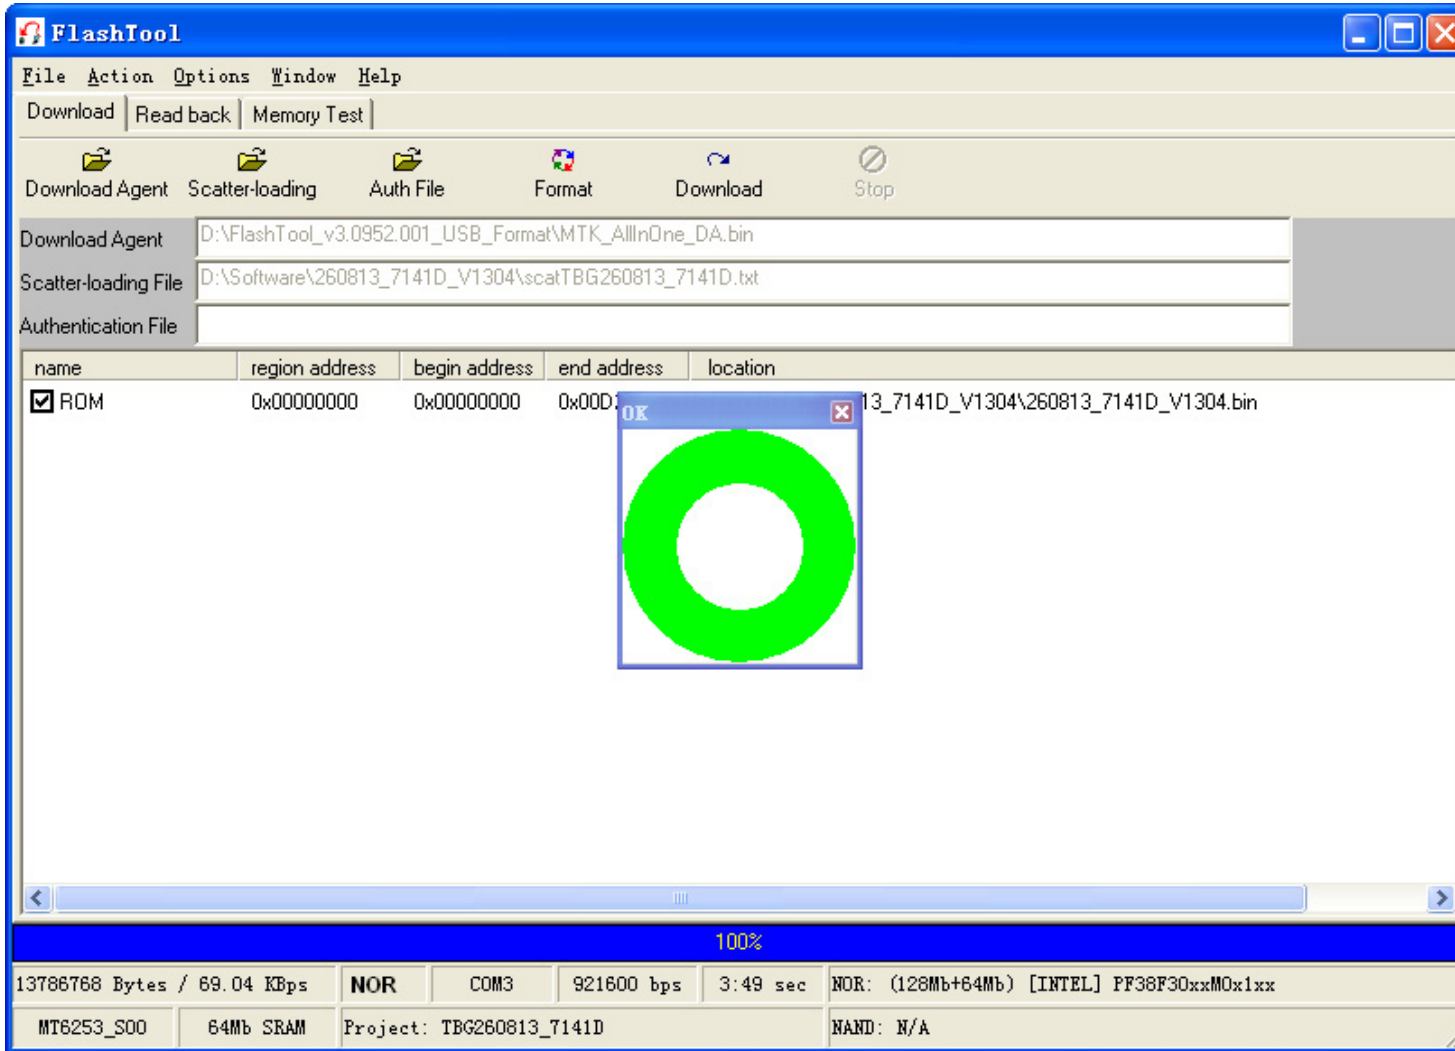 FlashTool
File Action Options Window Help
Download Read back Memory Test
Download Agent Scatter-loading Auth File Format Download Stop
Download Agent D:\FlashTool_v3.0952.001_USB_Format\MTK_AllInOne_DA.bin
Scatter-loading File D:\Software\260813_7141D_V1304\scatTBG260813_7141D.txt
Authentication File
name region address begin address end address location
ROM 0x00000000 0x00000000 0x00D 13_7141D_V1304\260813_7141D_V1304.bin
OK
100%
13786768 Bytes / 69.04 KBps NOR COM3 921600 bps 3:49 sec NOR: (128Mb+64Mb) [INTEL] PF38F30xxM0x1xx
MT6253_S00 64Mb SRAM Project: TBG260813_7141D NAND: N/A